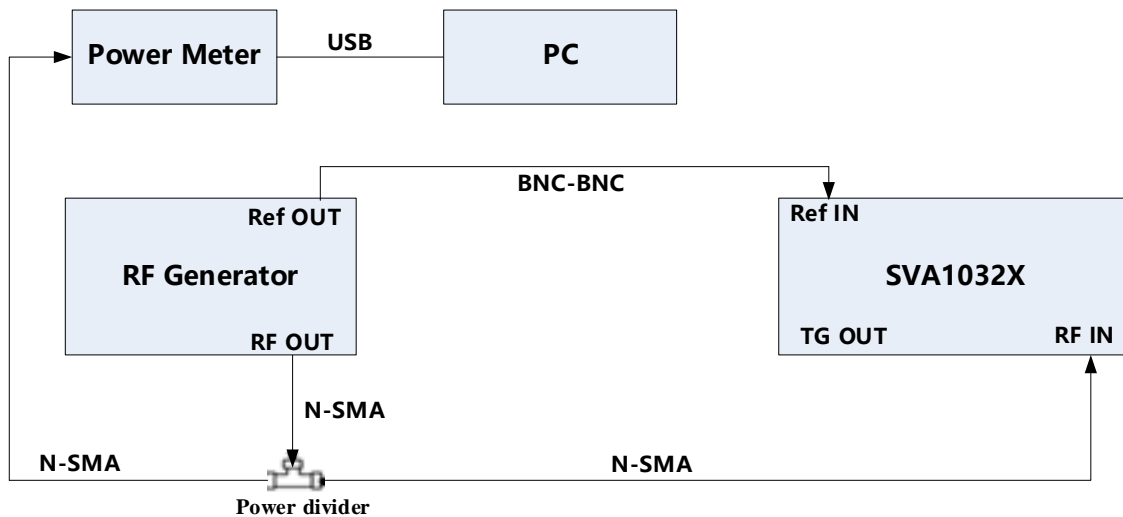 Power Meter
USB
PC
BNC-BNC
Ref OUT
Ref IN
RF Generator
SVA1032X
RF OUT
TG OUT
RF IN
N-SMA
N-SMA
N-SMA
Power divider